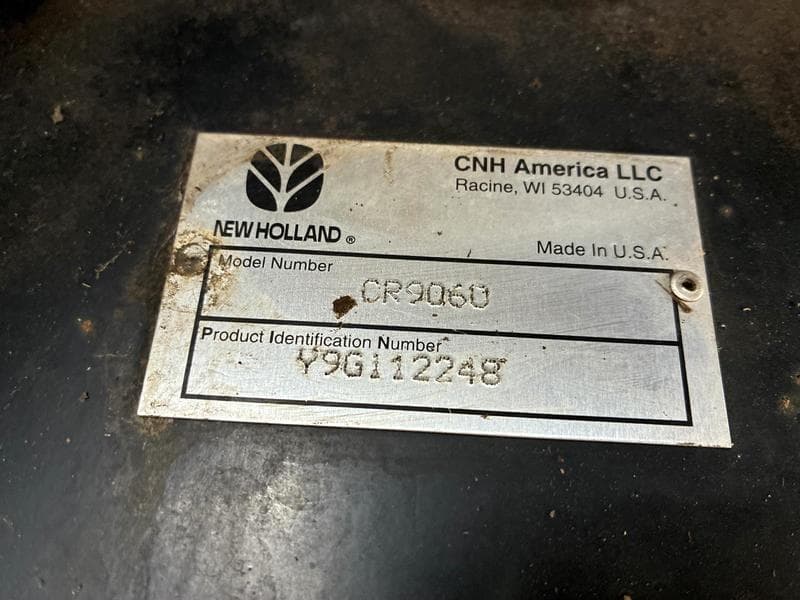 CNH America LLC
Racine, WI 53404 U.S.A.
NEW HOLLAND ®
Made In U.S.A.
Model Number
CR9060
Product Identification Number
Y9G112248